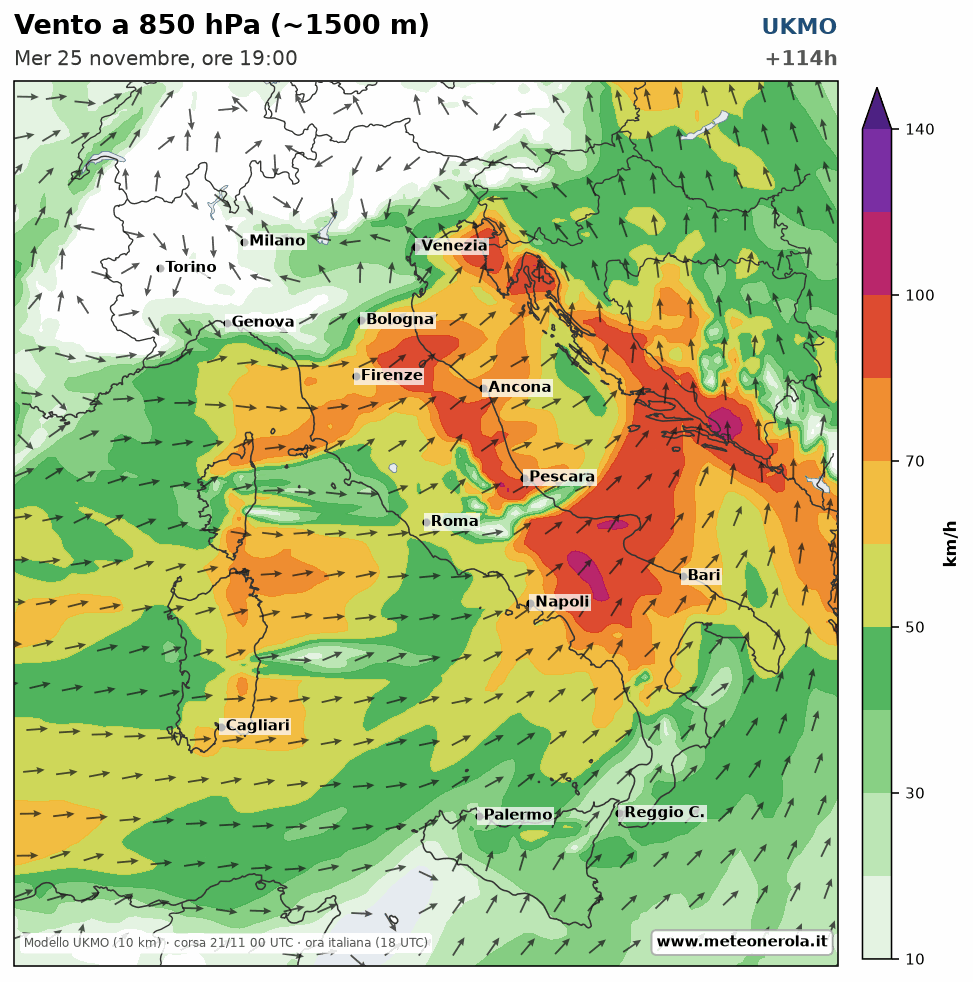 Vento a 850 hPa (~1500 m)
UKMO
Mer 25 novembre, ore 19:00
+114h
140
100
70
50
30
10
km/h
Milano
Venezia
Torino
Genova
Bologna
Firenze
Ancona
Pescara
Roma
Bari
Napoli
Cagliari
Palermo
Reggio C.
Modello UKMO (10 km) · corsa 21/11 00 UTC · ora italiana (18 UTC)
www.meteonerola.it